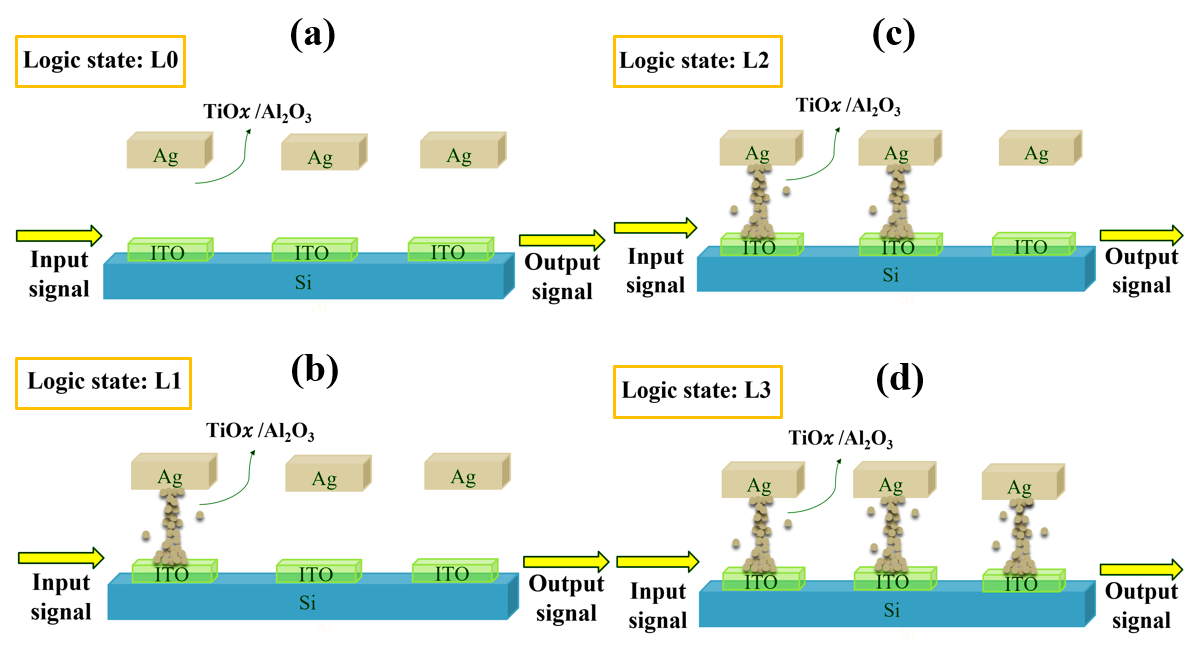 (a)
Logic state: L0
TiOx /Al2O3
Ag
Ag
Ag
Input
signal
ITO
ITO
ITO
Si
Output
signal
(c)
Logic state: L2
TiOx /Al2O3
Ag
Ag
Ag
Input
signal
ITO
ITO
ITO
Si
Output
signal
(b)
Logic state: L1
TiOx /Al2O3
Ag
Ag
Ag
Input
signal
ITO
ITO
ITO
Si
Output
signal
(d)
Logic state: L3
TiOx /Al2O3
Ag
Ag
Ag
Input
signal
ITO
ITO
ITO
Si
Output
signal